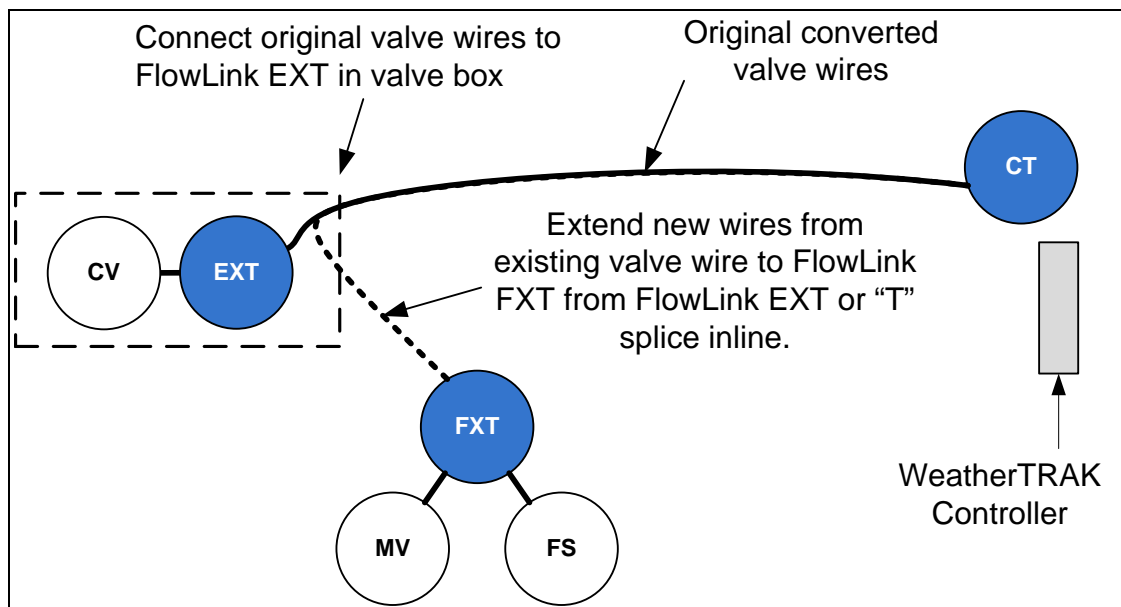 Connect original valve wires to
FlowLink EXT in valve box
Original converted
valve wires
CT
CV
EXT
Extend new wires from
existing valve wire to FlowLink
FXT from FlowLink EXT or “T”
splice inline.
FXT
MV
FS
WeatherTRAK
Controller